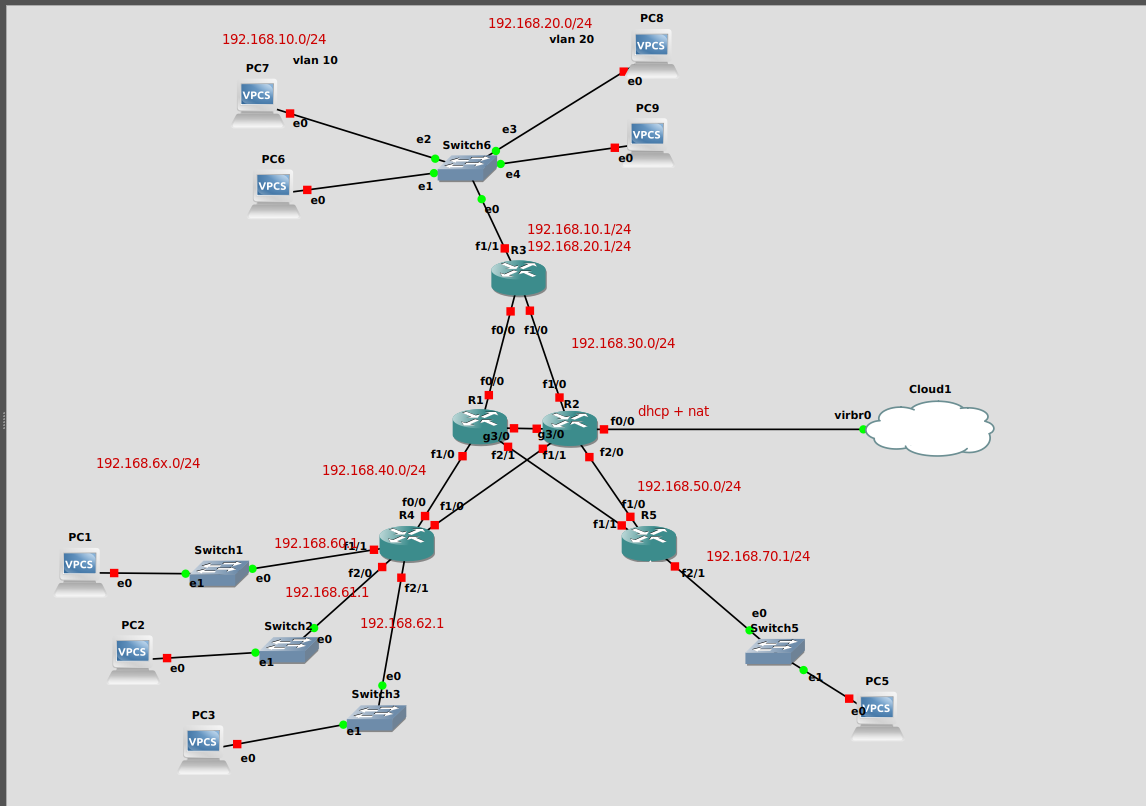 192.168.20.0/24
PC8
192.168.10.0/24
vlan 20
VPCS
vlan 10
PC7
e0
VPCS
PC9
e0
e3
VPCS
e2
Switch6
PC6
e0
e4
VPCS
e1
e0
e0
192.168.10.1/24
f1/1
R3
192.168.20.1/24
f0/0
f1/0
192.168.30.0/24
f0/0
f1/0
Cloud1
R1
R2
dhcp + nat
virbr0
f0/0
g3/0
g3/0
f1/0
f2/1
f1/1
f2/0
192.168.6x.0/24
192.168.40.0/24
192.168.50.0/24
f0/0
f1/0
f1/0
R4
R5
f1/1
PC1
192.168.60.1
f1/1
Switch1
192.168.70.1/24
VPCS
f2/0
f2/1
e0
e1
e0
f2/1
192.168.61.1
e0
PC2
Switch2
192.168.62.1
Switch5
e0
VPCS
e0
e1
e0
e1
PC5
Switch3
e0
VPCS
PC3
e1
VPCS
e0